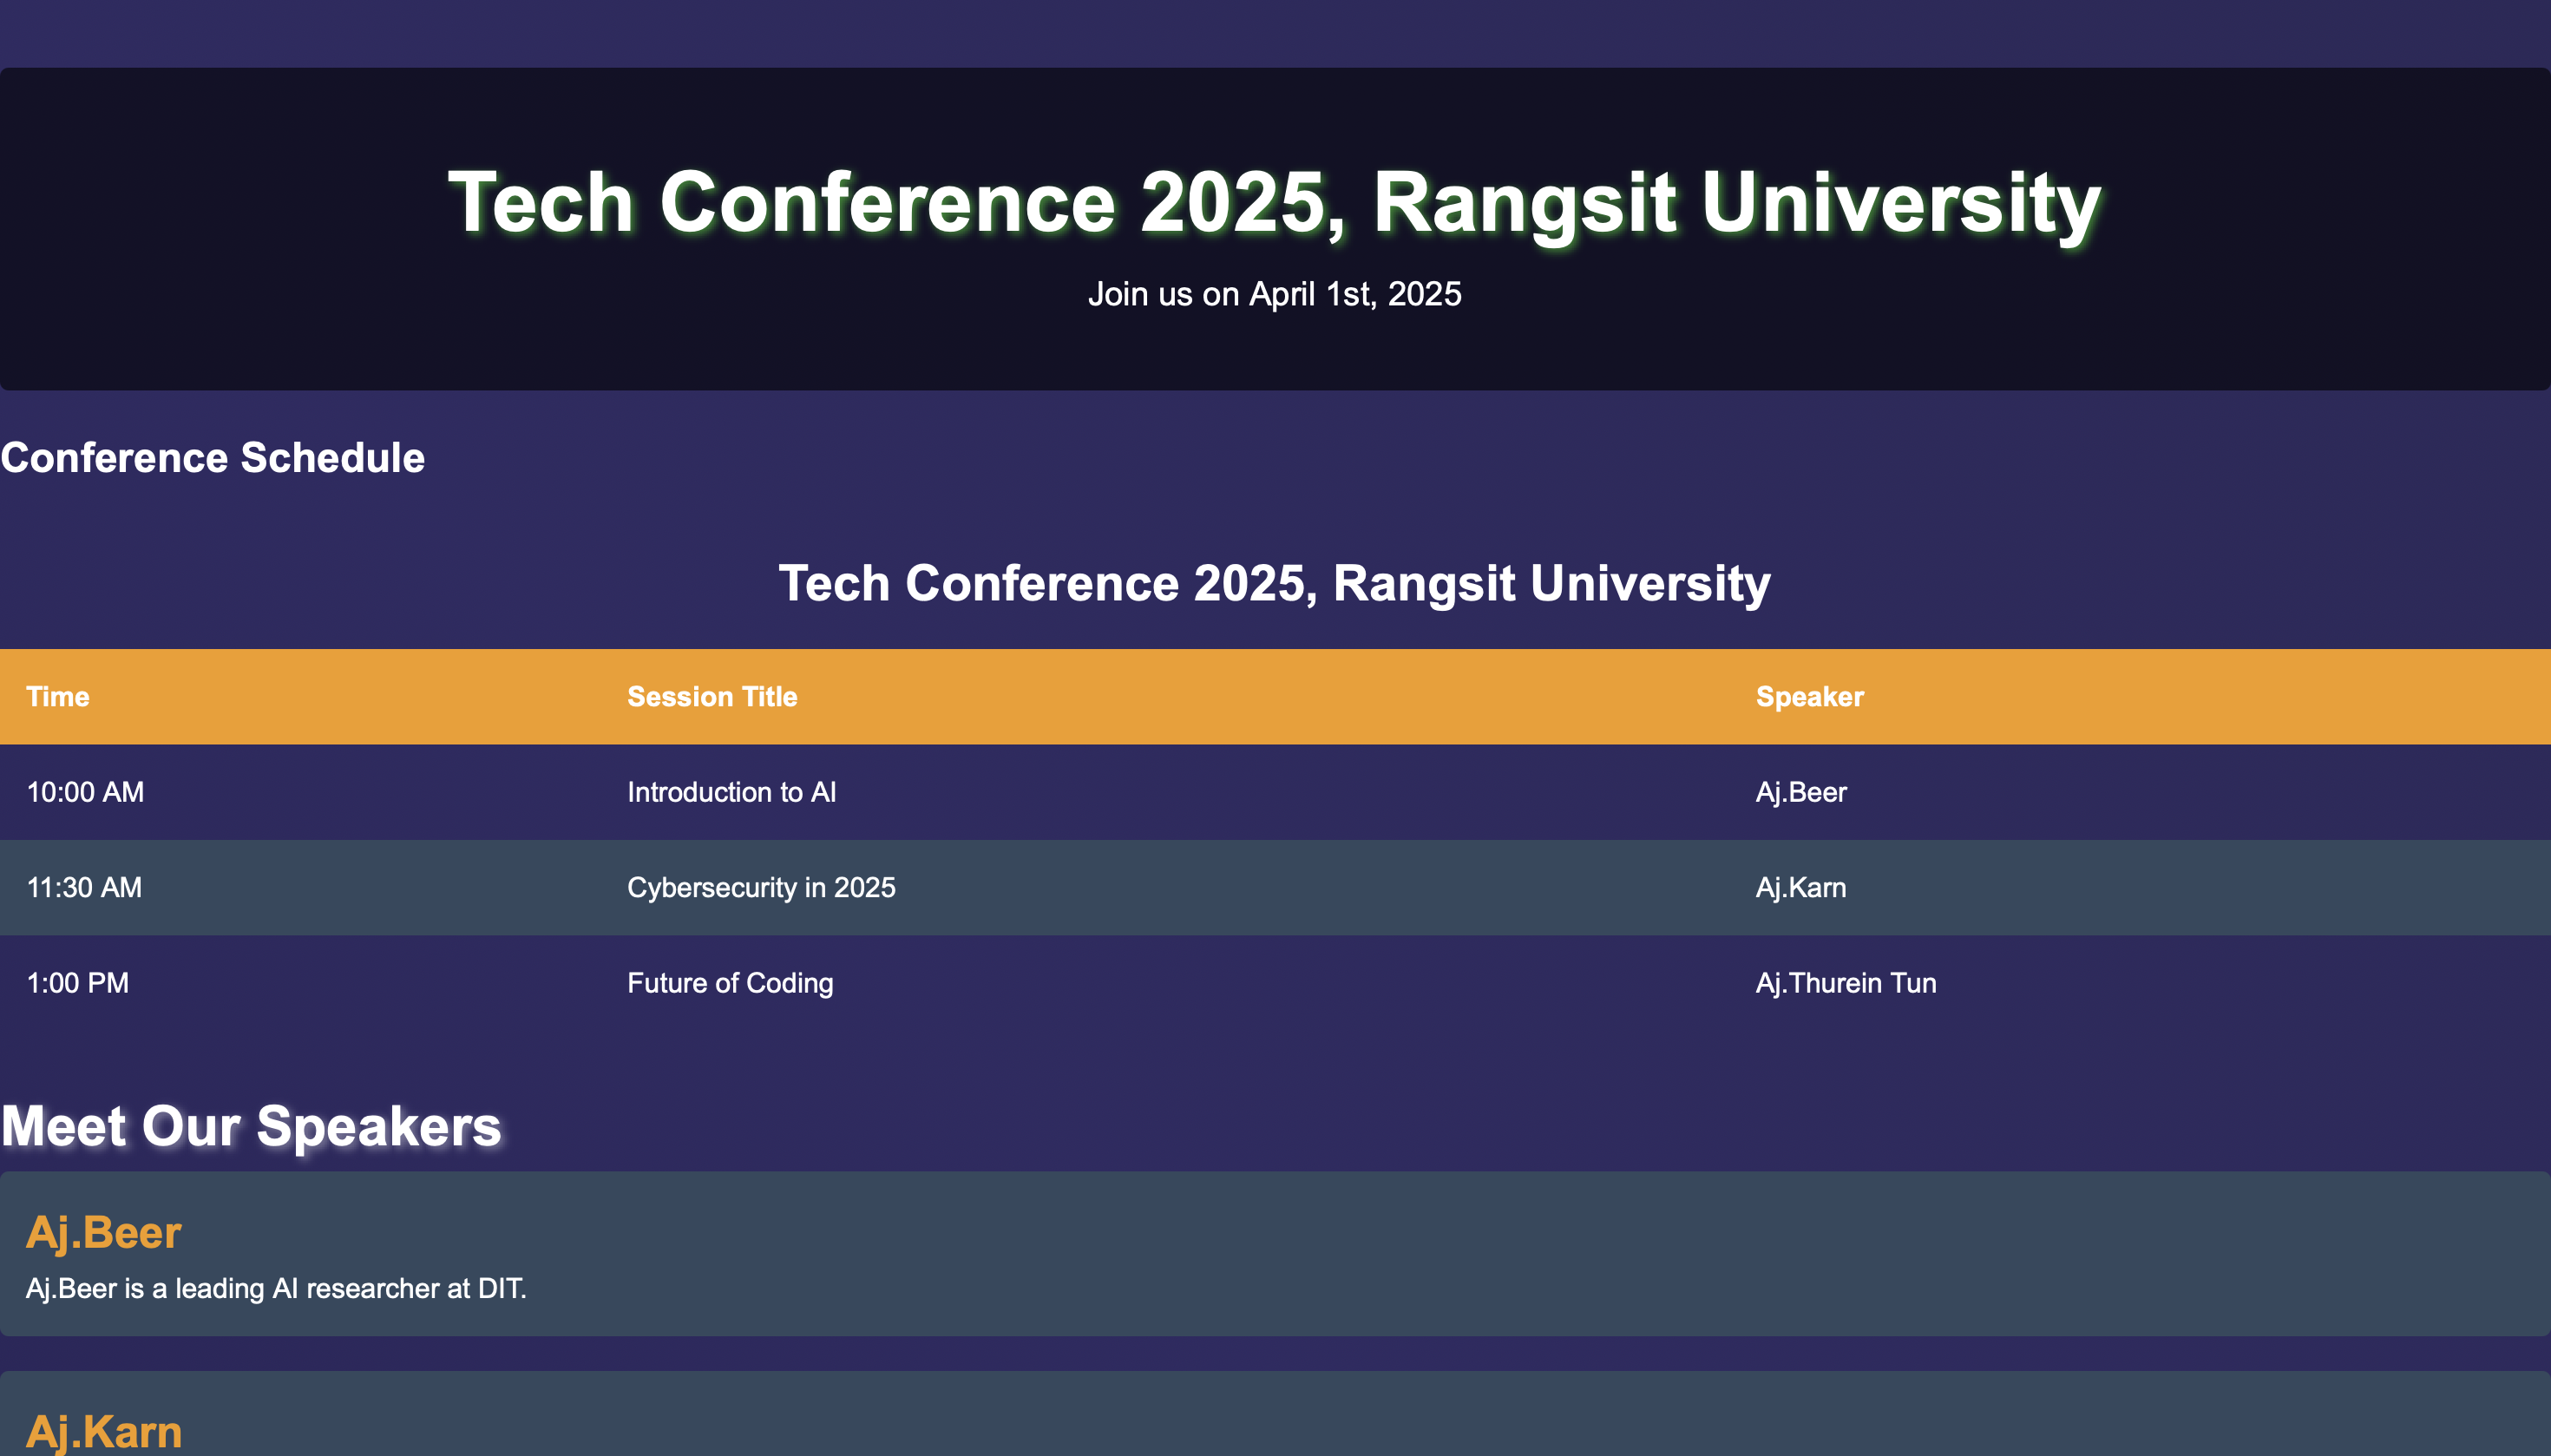 Tech Conference 2025, Rangsit University
Join us on April 1st, 2025
Conference Schedule
Tech Conference 2025, Rangsit University
Time Session Title Speaker
10:00 AM Introduction to AI Aj.Beer
11:30 AM Cybersecurity in 2025 Aj.Karn
1:00 PM Future of Coding Aj.Thurein Tun
Meet Our Speakers
Aj.Beer
Aj.Beer is a leading AI researcher at DIT.
Aj.Karn